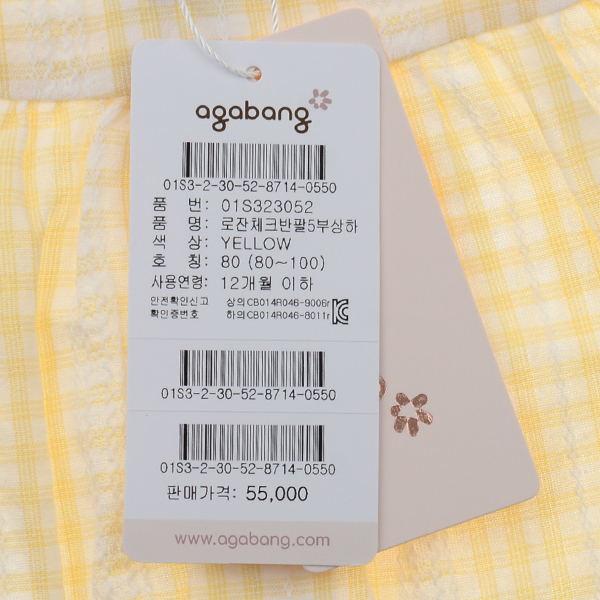 agabang
01S3-2-30-52-8714-0550
품 번: 01S323052
품 명: 로잔체크반팔5부상하
색 상: YELLOW
호 칭: 80 (80~100)
사용연령: 12개월 이하
안전확인신고 상의CB014R046-9006r
확인증번호 하의CB014R046-8011r
01S3-2-30-52-8714-0550
01S3-2-30-52-8714-0550
판매가격: 55,000
www.agabang.com